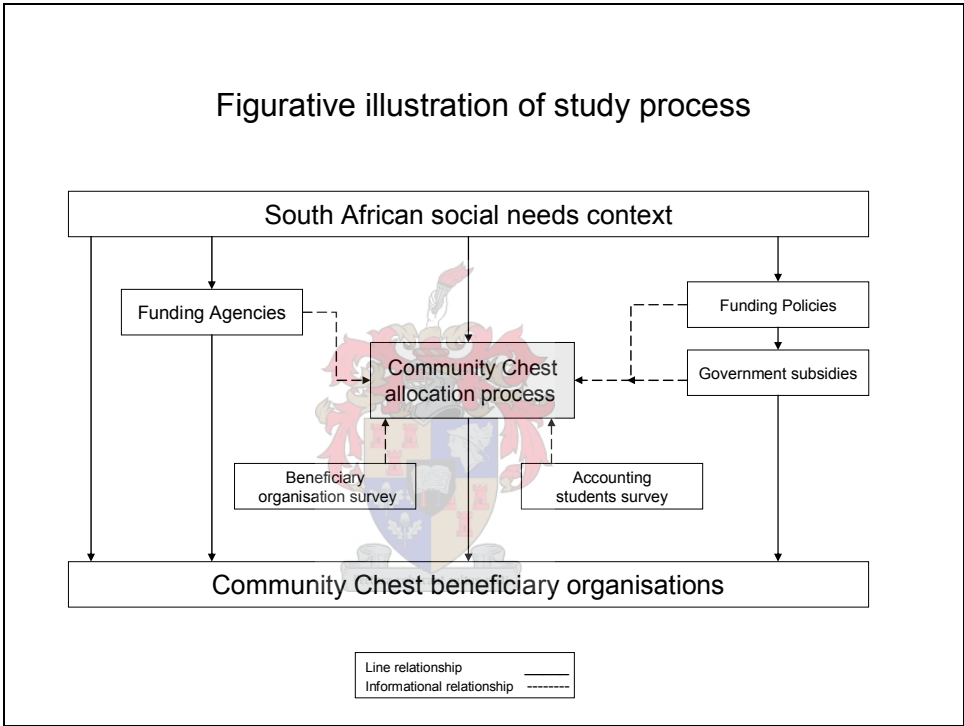 Figurative illustration of study process
South African social needs context
Funding Agencies
Funding Policies
Community Chest
allocation process
Government subsidies
Beneficiary
organisation survey
Accounting
students survey
Community Chest beneficiary organisations
Line relationship
Informational relationship